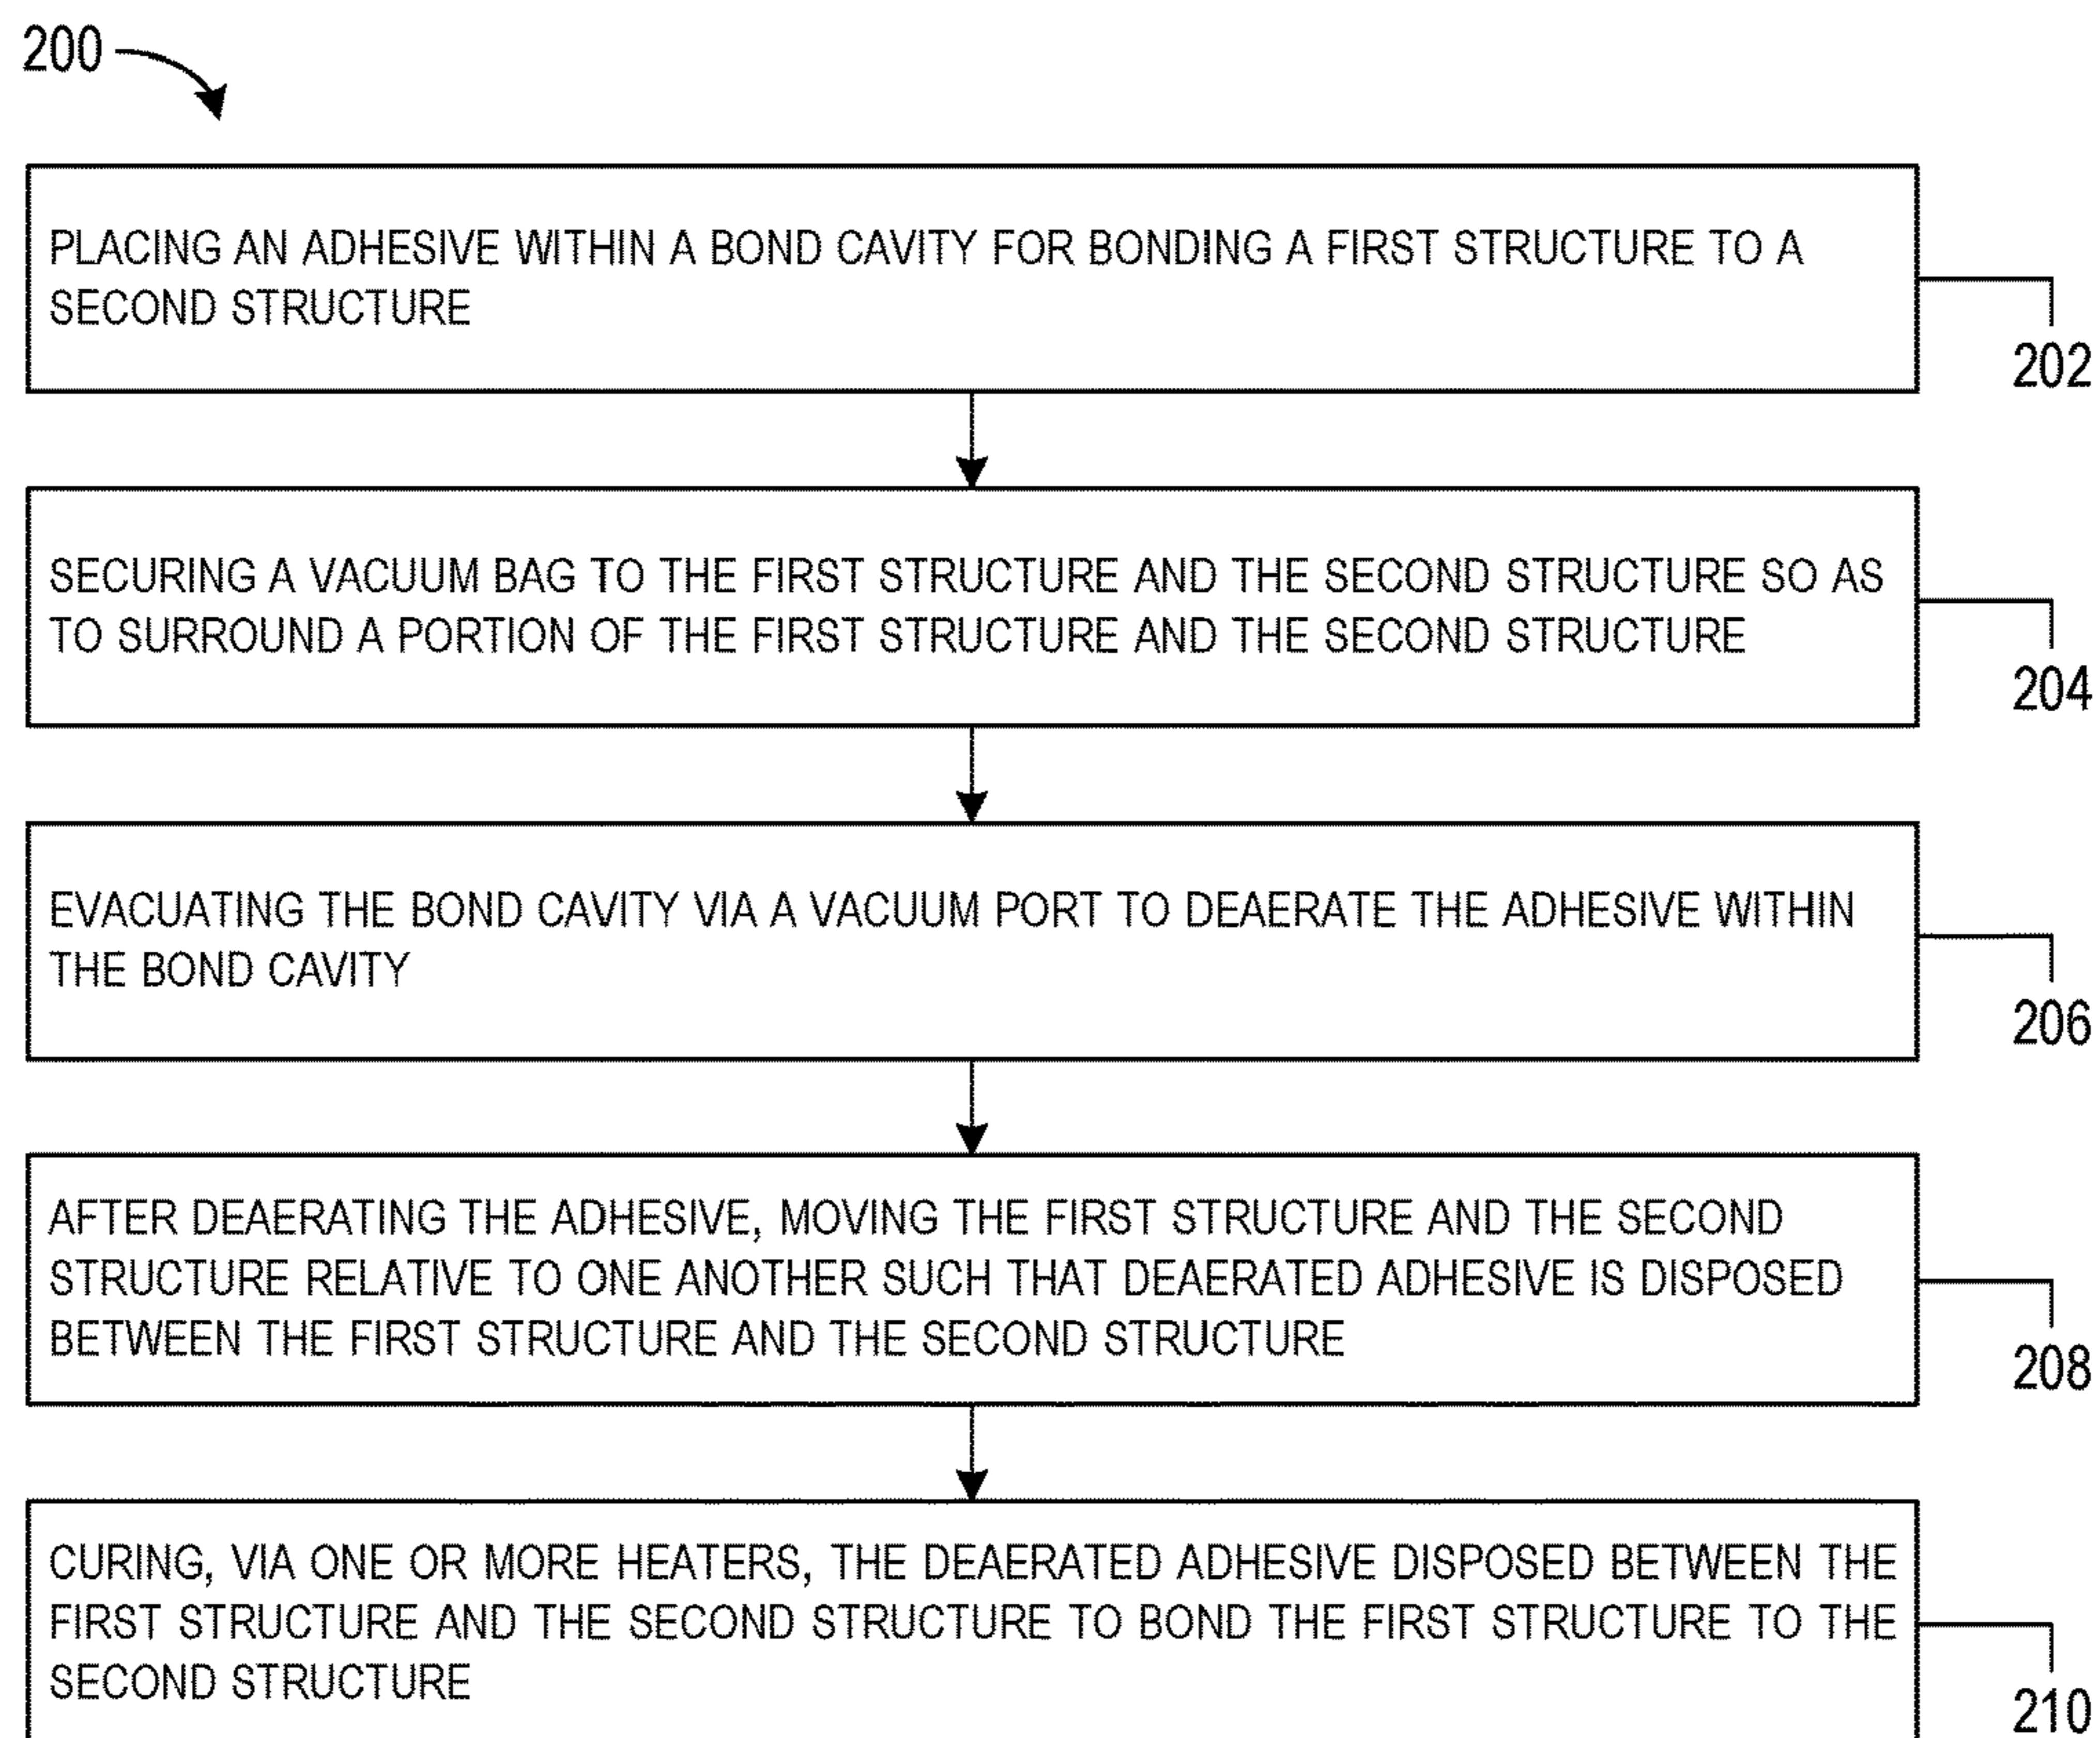 200
PLACING AN ADHESIVE WITHIN A BOND CAVITY FOR BONDING A FIRST STRUCTURE TO A
SECOND STRUCTURE
202
SECURING A VACUUM BAG TO THE FIRST STRUCTURE AND THE SECOND STRUCTURE SO AS
TO SURROUND A PORTION OF THE FIRST STRUCTURE AND THE SECOND STRUCTURE
204
EVACUATING THE BOND CAVITY VIA A VACUUM PORT TO DEAERATE THE ADHESIVE WITHIN
THE BOND CAVITY
206
AFTER DEAERATING THE ADHESIVE, MOVING THE FIRST STRUCTURE AND THE SECOND
STRUCTURE RELATIVE TO ONE ANOTHER SUCH THAT DEAERATED ADHESIVE IS DISPOSED
BETWEEN THE FIRST STRUCTURE AND THE SECOND STRUCTURE
208
CURING, VIA ONE OR MORE HEATERS, THE DEAERATED ADHESIVE DISPOSED BETWEEN THE
FIRST STRUCTURE AND THE SECOND STRUCTURE TO BOND THE FIRST STRUCTURE TO THE
SECOND STRUCTURE
210